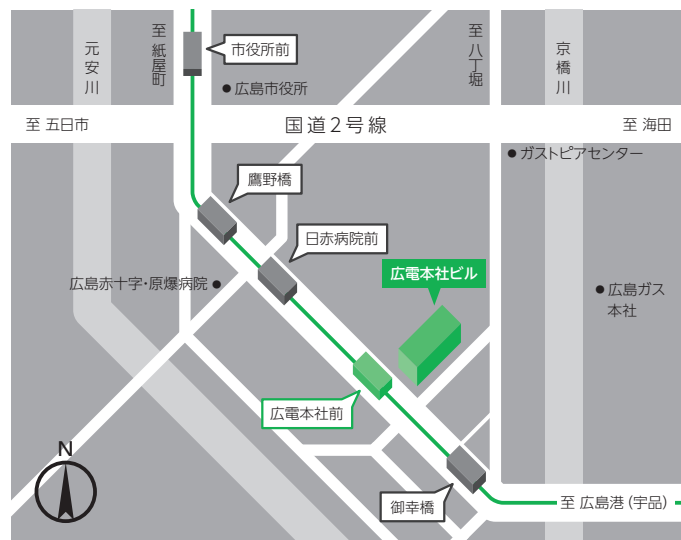 元安川
至 紙屋町
市役所前
広島市役所
至 八丁堀
京橋川
至 五日市
国道2号線
至 海田
ガストピアセンター
鷹野橋
日赤病院前
広電本社ビル
広島赤十字・原爆病院
広島ガス
本社
広電本社前
N
御幸橋
至 広島港（宇品）